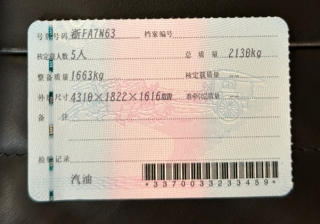 号牌号码 浙FA7N63 档案编号
核定载人数 5人 总质量 2130kg
整备质量 1663kg 核定载质量
外廓尺寸 4310×1822×1616mm 准牵引总质量
备注
检验记录
汽油
*3370033233459*